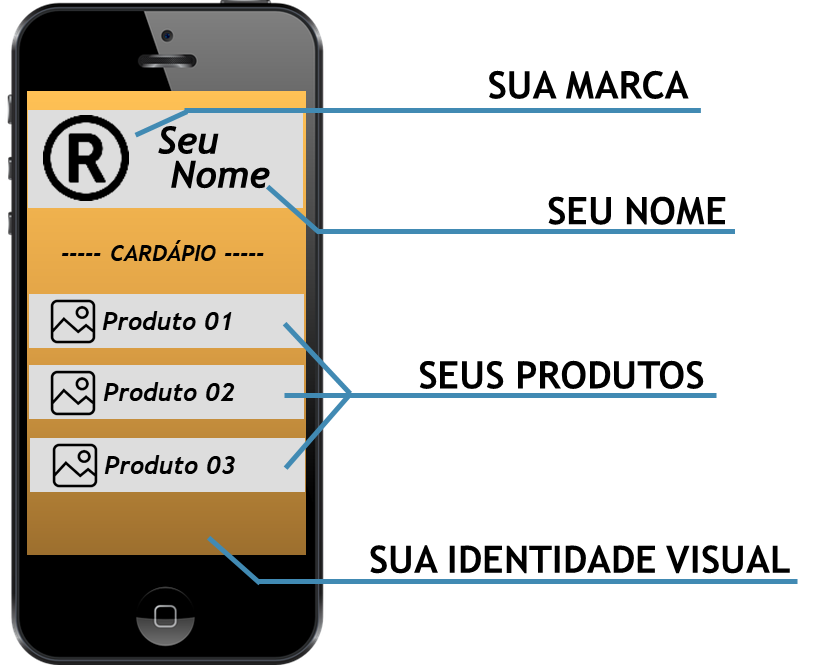 SUA MARCA
®
Seu
Nome
SEU NOME
----- CARDÁPIO -----
Produto 01
SEUS PRODUTOS
Produto 02
Produto 03
SUA IDENTIDADE VISUAL